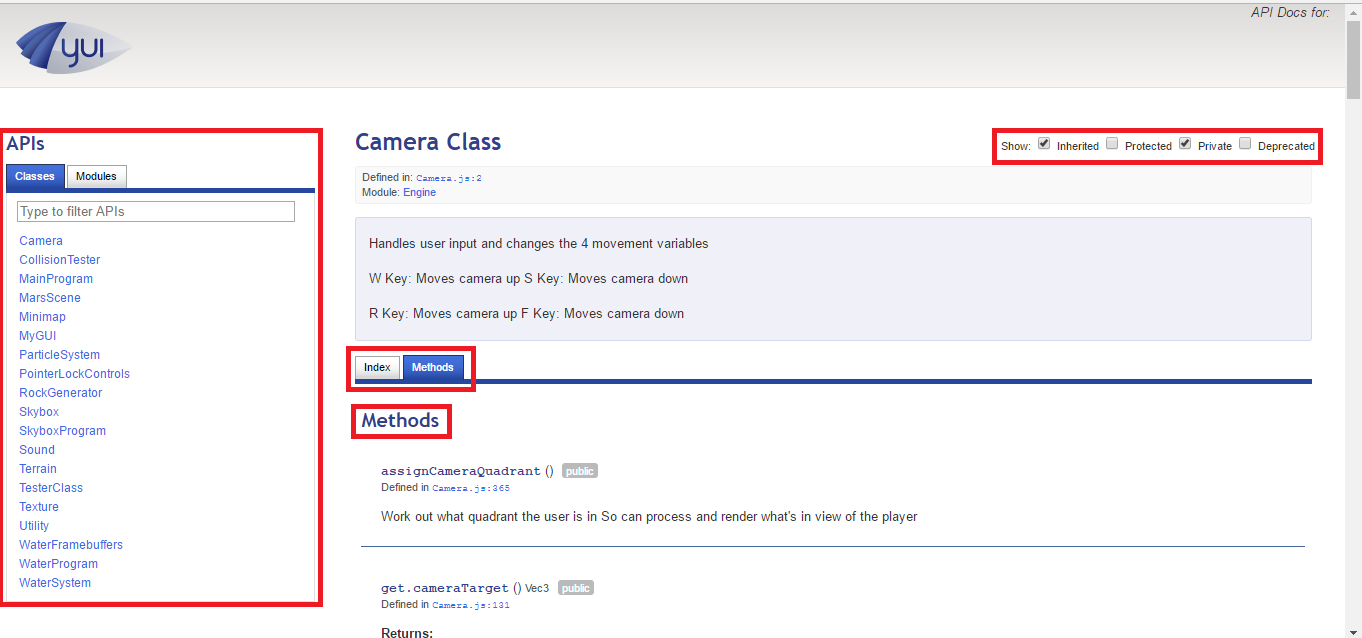 API Docs for:
yui
APIs
Classes Modules
Type to filter APIs
Camera
CollisionTester
MainProgram
MarsScene
Minimap
MyGUI
ParticleSystem
PointerLockControls
RockGenerator
Skybox
SkyboxProgram
Sound
Terrain
TesterClass
Texture
Utility
WaterFramebuffers
WaterProgram
WaterSystem
Camera Class
Show: Inherited Protected Private Deprecated
Defined in: Camera.js:2
Module: Engine
Handles user input and changes the 4 movement variables
W Key: Moves camera up S Key: Moves camera down
R Key: Moves camera up F Key: Moves camera down
Index Methods
Methods
assignCameraQuadrant () public
Defined in Camera.js:365
Work out what quadrant the user is in So can process and render what's in view of the player
get.cameraTarget () Vec3 public
Defined in Camera.js:131
Returns: